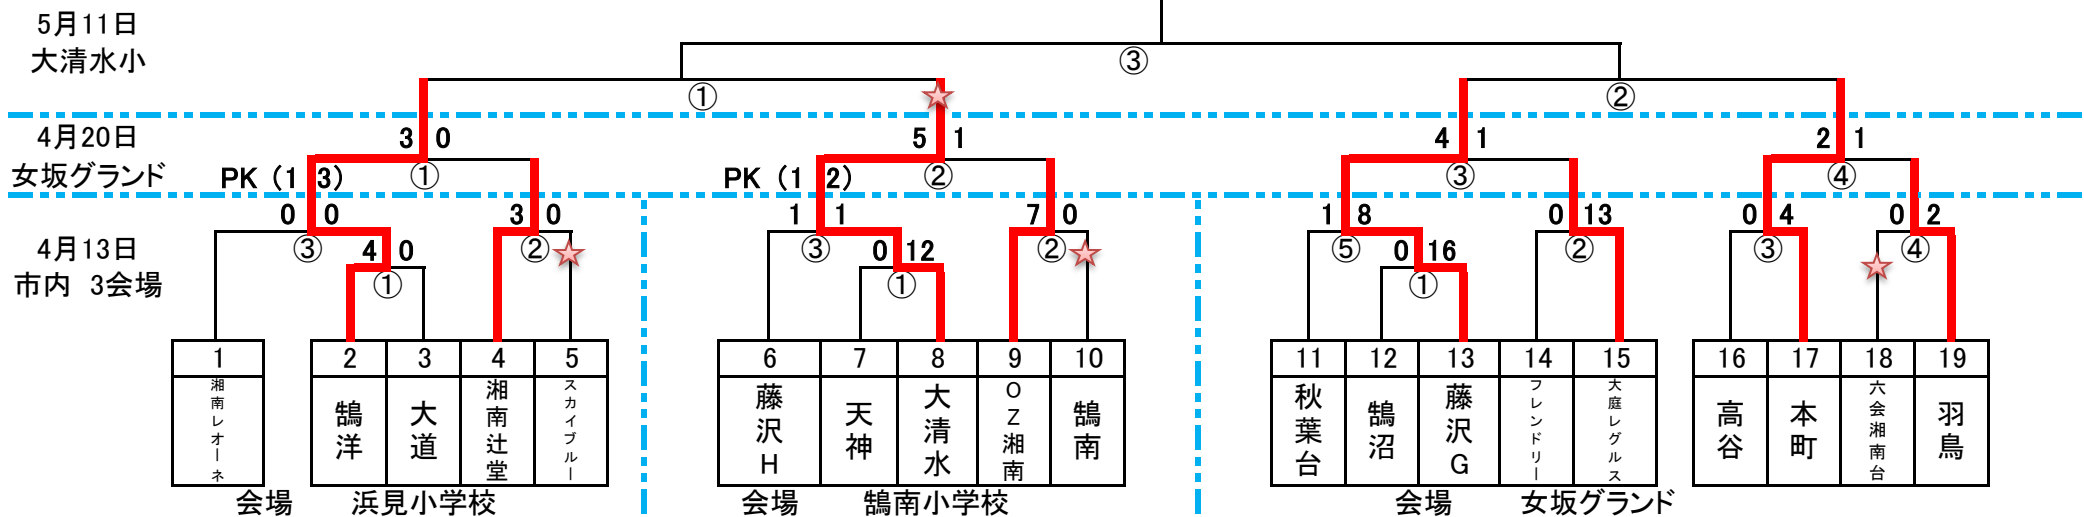 5月11日
大清水小
③
① ②
4月20日
女坂グランド
3 0 5 1 4 1 2 1
PK (1 3) ① PK (1 2) ② ③ ④
4月13日
市内 3会場
0 0 3 0 1 1 7 0 1 8 0 13 0 4 0 2
③ 4 0 ② ③ 0 12 ② ⑤ 0 16 ② ③ ④
① ① ①
1 2 3 4 5 6 7 8 9 10 11 12 13 14 15 16 17 18 19
湘南レオーネ
鵠洋
大道
湘南辻堂
スカイブルー
藤沢H
天神
大清水
OZ湘南
鵠南
秋葉台
鵠沼
藤沢G
フレンドリー
大庭レグルス
高谷
本町
六会湘南台
羽鳥
会場 浜見小学校 会場 鵠南小学校 会場 女坂グランド